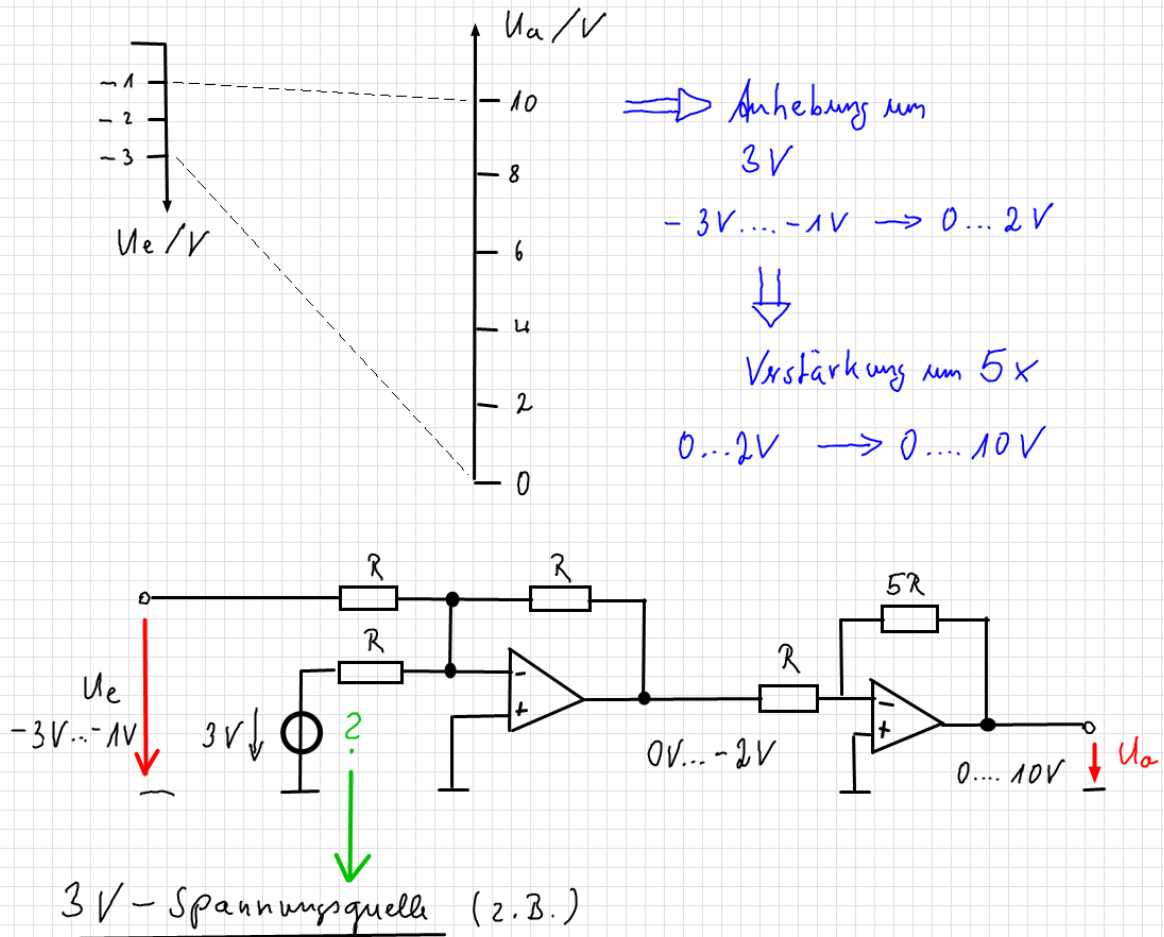 Ua/V
-1
-2
-3
Ue/V
10
8
6
4
2
0
⇒ Anhebung um
3V
-3V....-1V → 0...2V
⇓
Verstärkung um 5x
0...2V → 0....10V
R
R
5R
R
R
Ue
-3V...-1V
3V↓
?
-
+
0V...-2V
-
+
0....10V
Ua
3V-Spannungsquelle (z.B.)